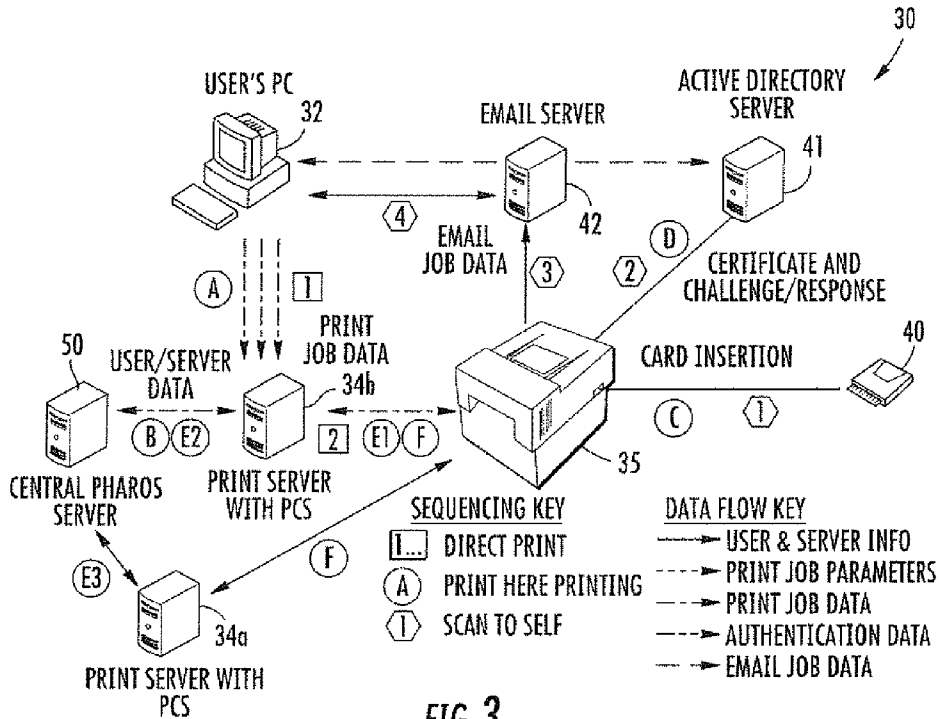 30
USER'S PC
32
EMAIL SERVER
42
ACTIVE DIRECTORY
SERVER
41
4
EMAIL
JOB DATA
3
2
D
CERTIFICATE AND
CHALLENGE/RESPONSE
A
1
50
USER/SERVER
DATA
PRINT
JOB DATA
34b
CARD INSERTION
40
B
E2
2
E1
F
C
1
35
CENTRAL PHAROS
SERVER
PRINT SERVER
WITH PCS
E3
F
34a
PRINT SERVER WITH
PCS
SEQUENCING KEY
1... DIRECT PRINT
A PRINT HERE PRINTING
1 SCAN TO SELF
DATA FLOW KEY
USER & SERVER INFO
PRINT JOB PARAMETERS
PRINT JOB DATA
AUTHENTICATION DATA
EMAIL JOB DATA
FIG. 3